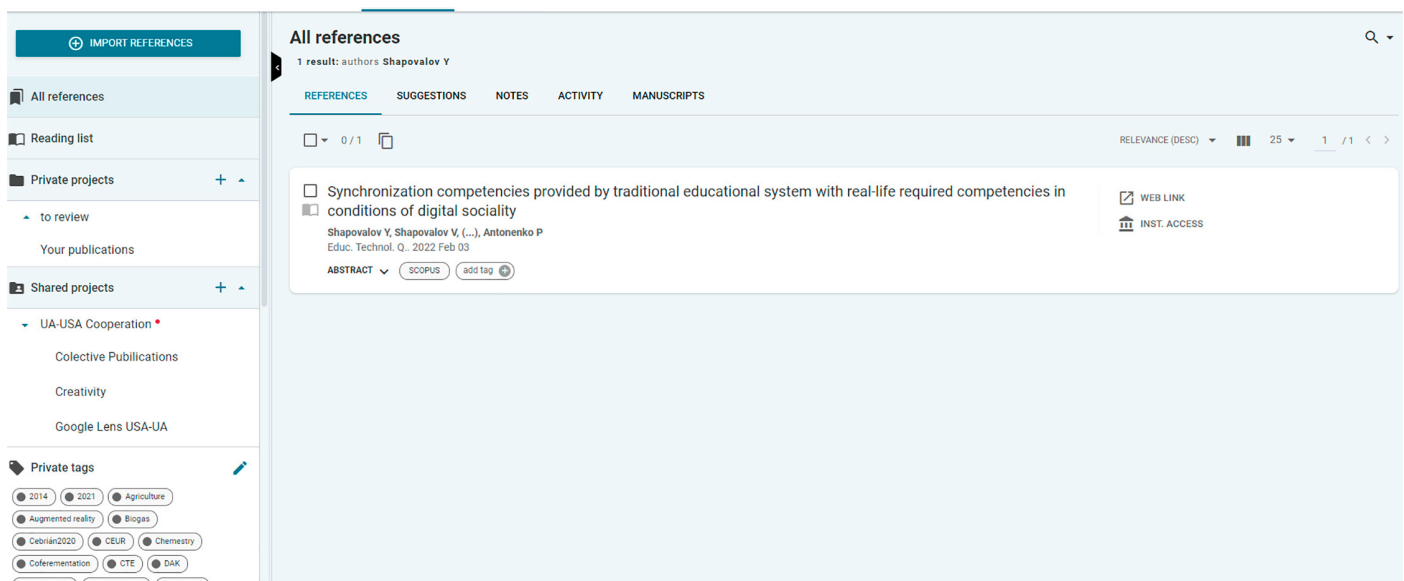 IMPORT REFERENCES
All references
Reading list
Private projects
to review
Your publications
Shared projects
UA-USA Cooperation
Colective Publications
Creativity
Google Lens USA-UA
Private tags
2014 2021 Agriculture
Augmented reality Biogas
Cebrián2020 CEUR Chemestry
Coferementation CTE DAK
All references
1 result: authors Shapovalov Y
REFERENCES SUGGESTIONS NOTES ACTIVITY MANUSCRIPTS
0 / 1 RELEVANCE (DESC) 25 1 / 1
Synchronization competencies provided by traditional educational system with real-life required competencies in
conditions of digital sociality
Shapovalov Y, Shapovalov V, (...), Antonenko P
Educ. Technol. Q.. 2022 Feb 03
ABSTRACT SCOPUS add tag
WEB LINK
INST. ACCESS